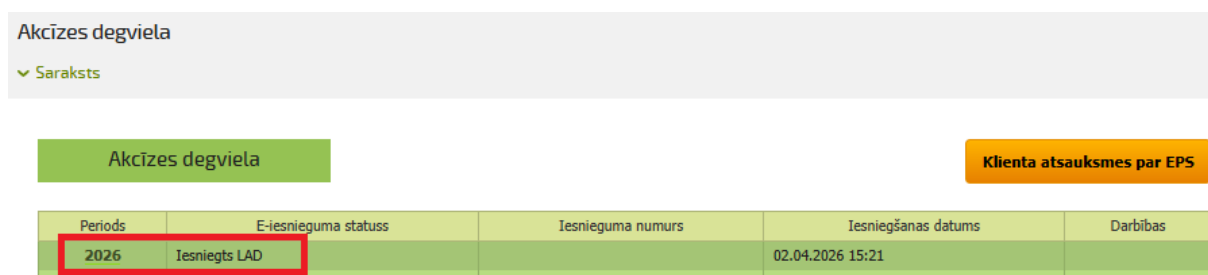 Akcīzes degviela
Saraksts
Akcīzes degviela
Klienta atsauksmes par EPS
Periods E-iesnieguma statuss Iesnieguma numurs Iesniegšanas datums Darbības
2026 Iesniegts LAD 02.04.2026 15:21